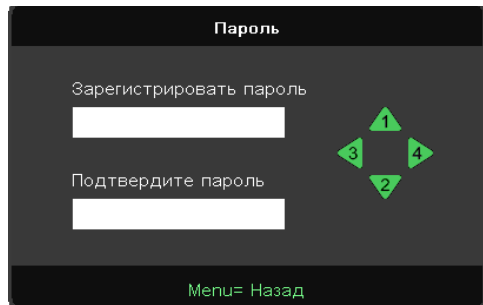 Пароль
Зарегистрировать пароль
1
3 4
Подтвердите пароль
2
Menu= Назад